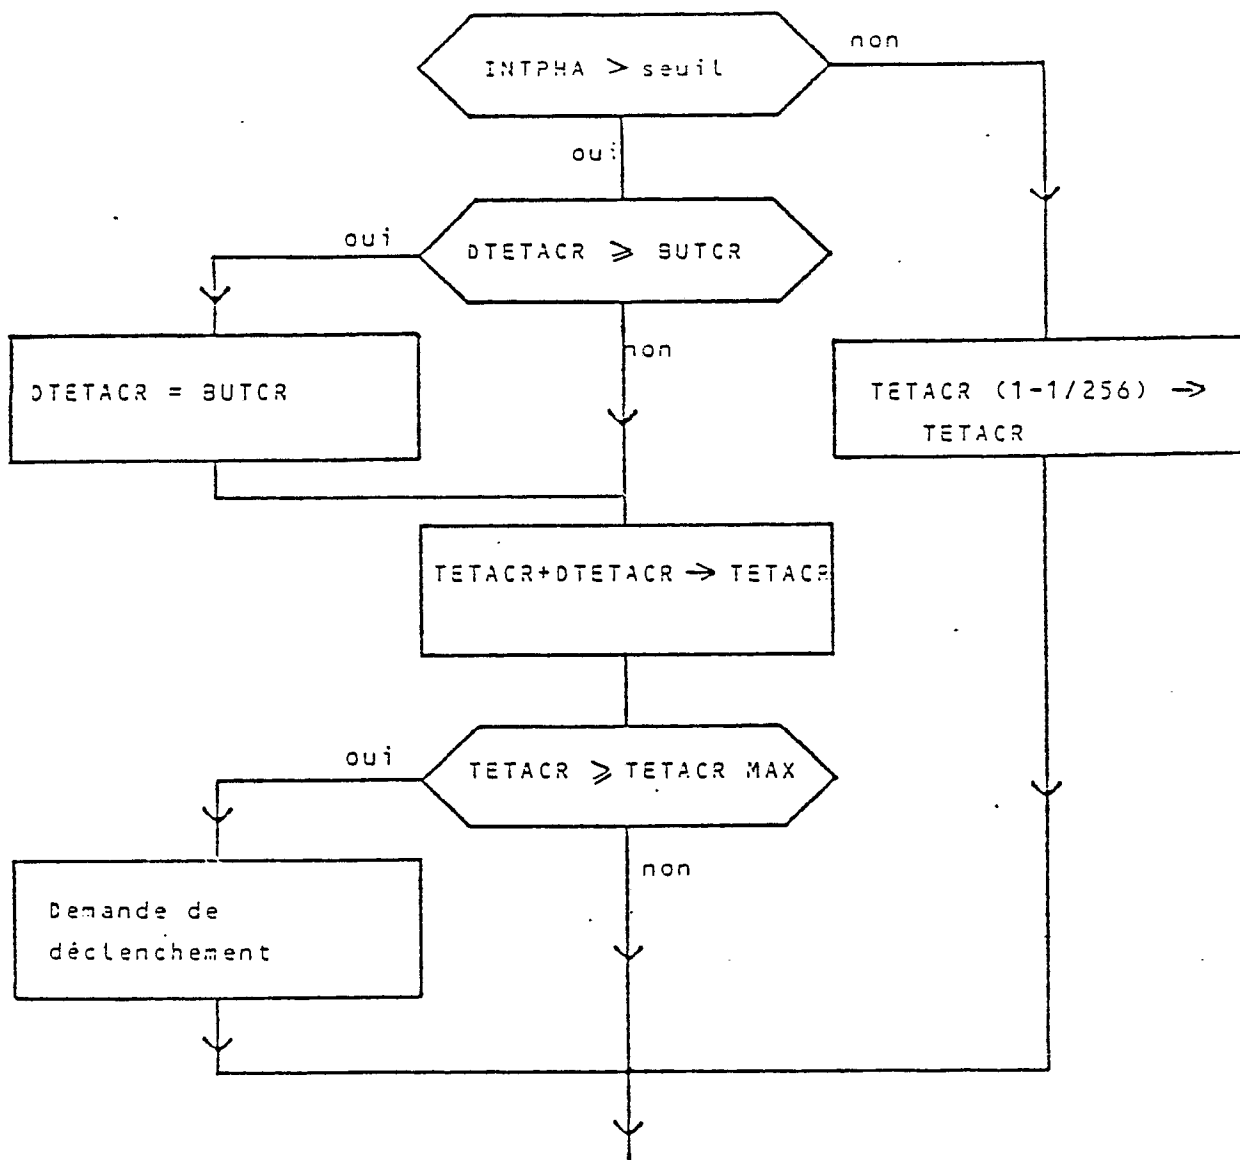 INTPHA > seuil
non
oui
DTETACR ⩾ BUTCR
oui
non
DTETACR = BUTCR
TETACR (1-1/256) →
TETACR
TETACR+DTETACR → TETACR
TETACR ⩾ TETACR MAX
oui
non
Demande de
déclenchement